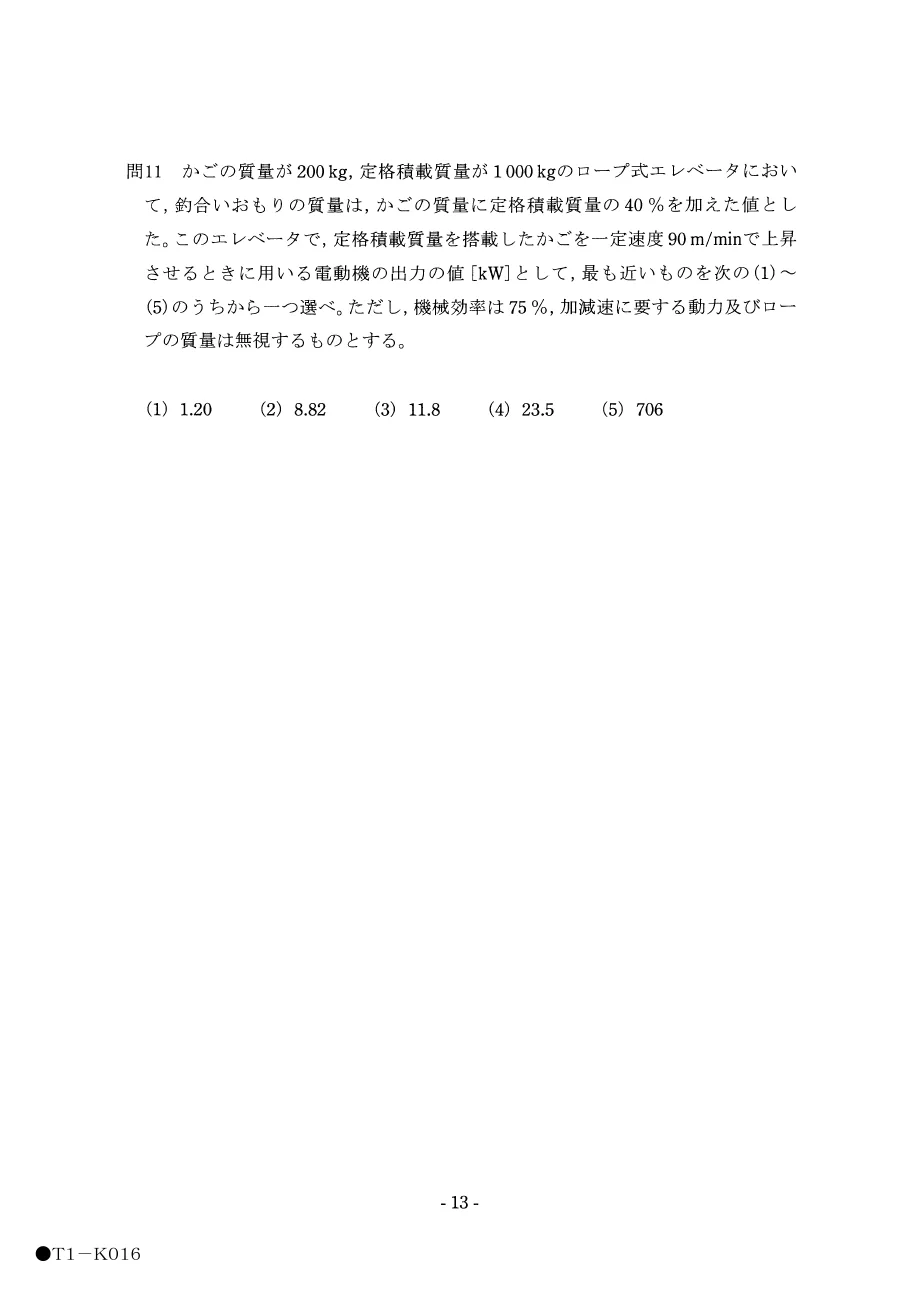 問11　かごの質量が 200 kg, 定格積載質量が 1 000 kgのロープ式エレベータにおい
て, 釣合いおもりの質量は, かごの質量に定格積載質量の 40 %を加えた値とし
た。このエレベータで, 定格積載質量を搭載したかごを一定速度 90 m/minで上昇
させるときに用いる電動機の出力の値［kW］として, 最も近いものを次の(1)～
(5)のうちから一つ選べ。ただし, 機械効率は 75 %, 加減速に要する動力及びロー
プの質量は無視するものとする。
(1) 1.20　(2) 8.82　(3) 11.8　(4) 23.5　(5) 706
- 13 -
●T1－K016